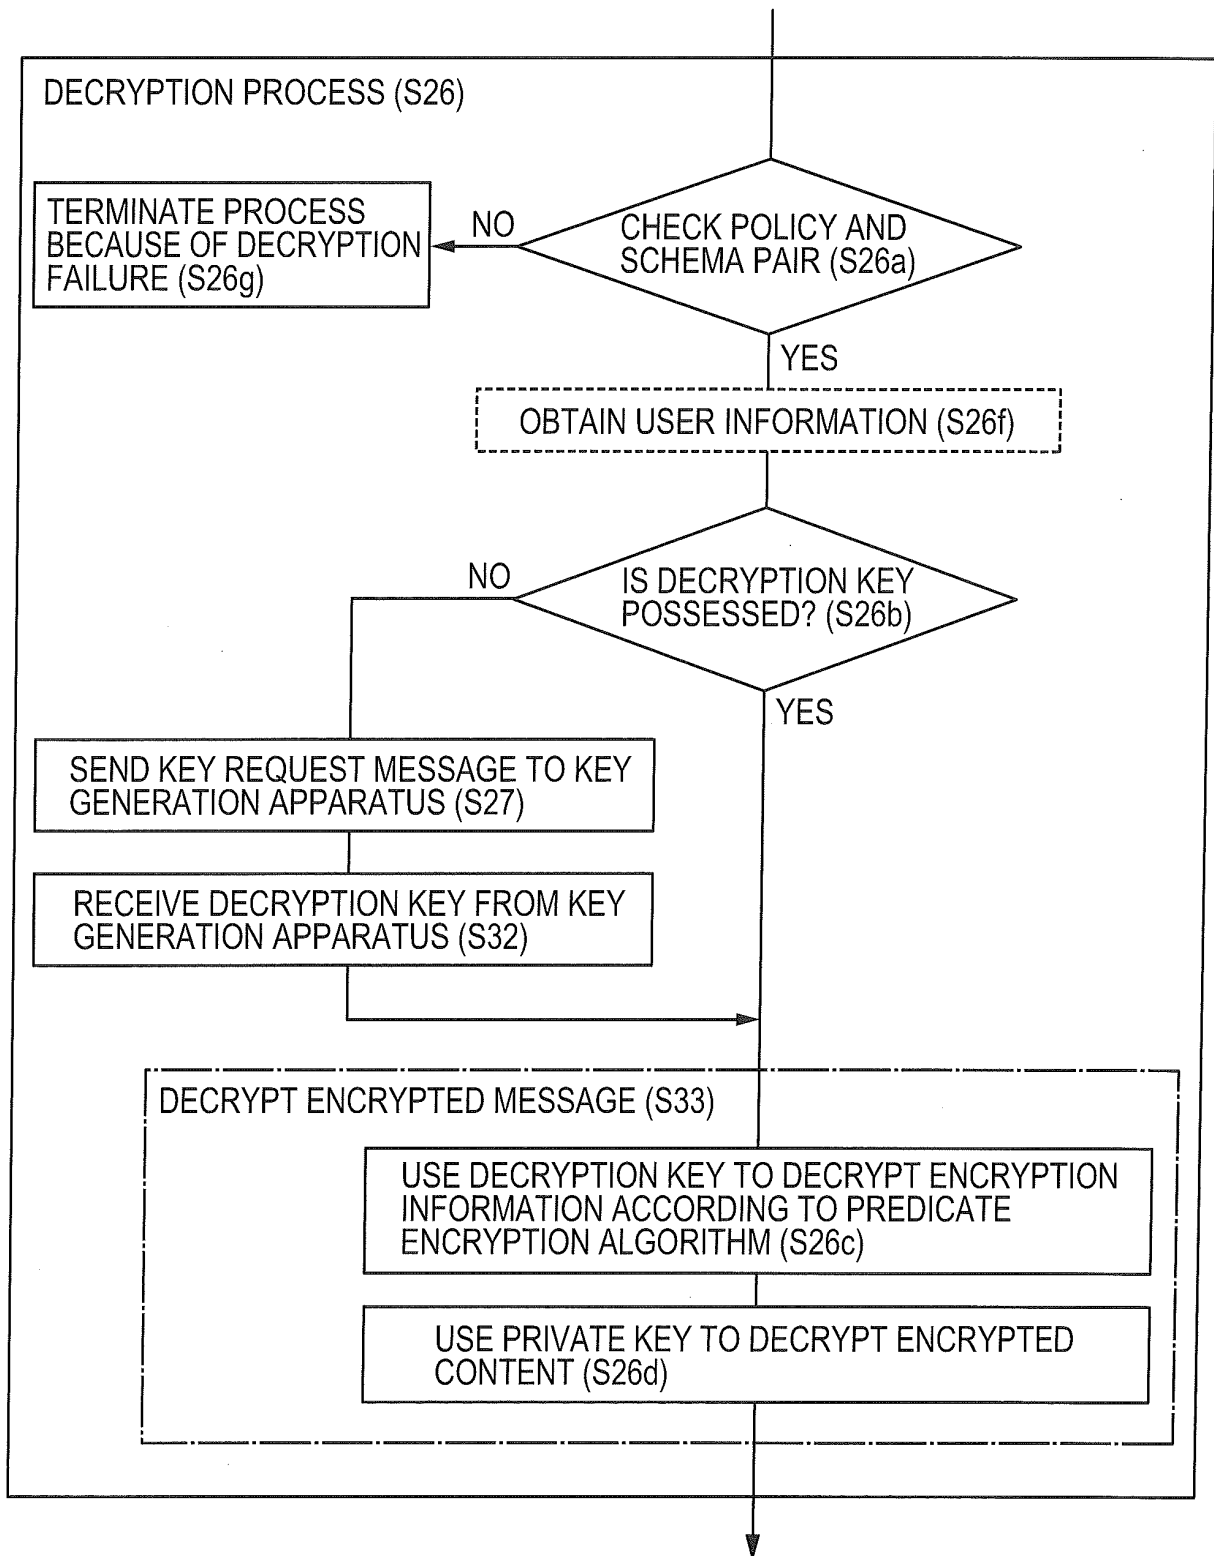 DECRYPTION PROCESS (S26)
TERMINATE PROCESS
BECAUSE OF DECRYPTION
FAILURE (S26g)
NO
CHECK POLICY AND
SCHEMA PAIR (S26a)
YES
OBTAIN USER INFORMATION (S26f)
NO
IS DECRYPTION KEY
POSSESSED? (S26b)
YES
SEND KEY REQUEST MESSAGE TO KEY
GENERATION APPARATUS (S27)
RECEIVE DECRYPTION KEY FROM KEY
GENERATION APPARATUS (S32)
DECRYPT ENCRYPTED MESSAGE (S33)
USE DECRYPTION KEY TO DECRYPT ENCRYPTION
INFORMATION ACCORDING TO PREDICATE
ENCRYPTION ALGORITHM (S26c)
USE PRIVATE KEY TO DECRYPT ENCRYPTED
CONTENT (S26d)